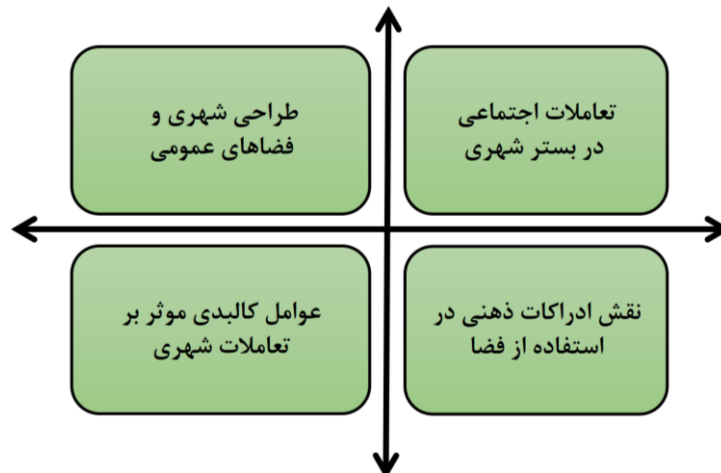 تعاملات اجتماعی
در بستر شهری
طراحی شهری و
فضاهای عمومی
نقش ادراکات ذهنی در
استفاده از فضا
عوامل کالبدی موثر بر
تعاملات شهری